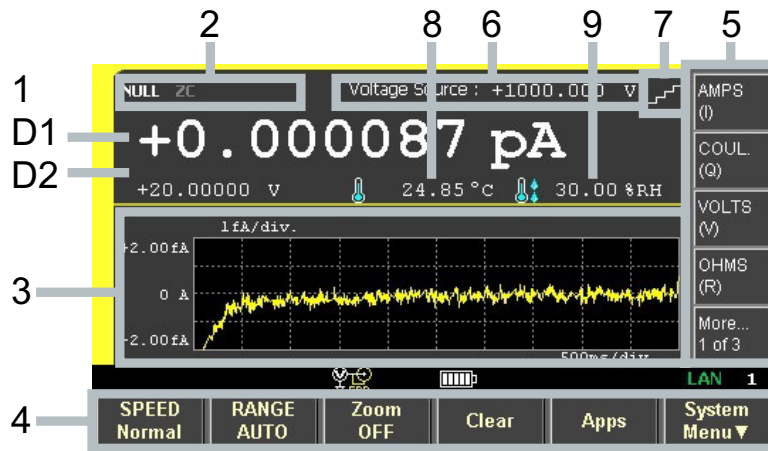 2 8 6 9 7 5
1
NULL ZC Voltage Source : +1000.000 V
AMPS
(I)
D1 +0.000087 pA
D2 +20.00000 V 24.85°C 30.00 %RH
COUL.
(Q)
VOLTS
(V)
OHMS
(R)
More...
1 of 3
3
1fA/div.
+2.00fA
0 A
-2.00fA
500ms/div
LAN 1
4
SPEED
Normal
RANGE
AUTO
Zoom
OFF
Clear
Apps
System
Menu▼